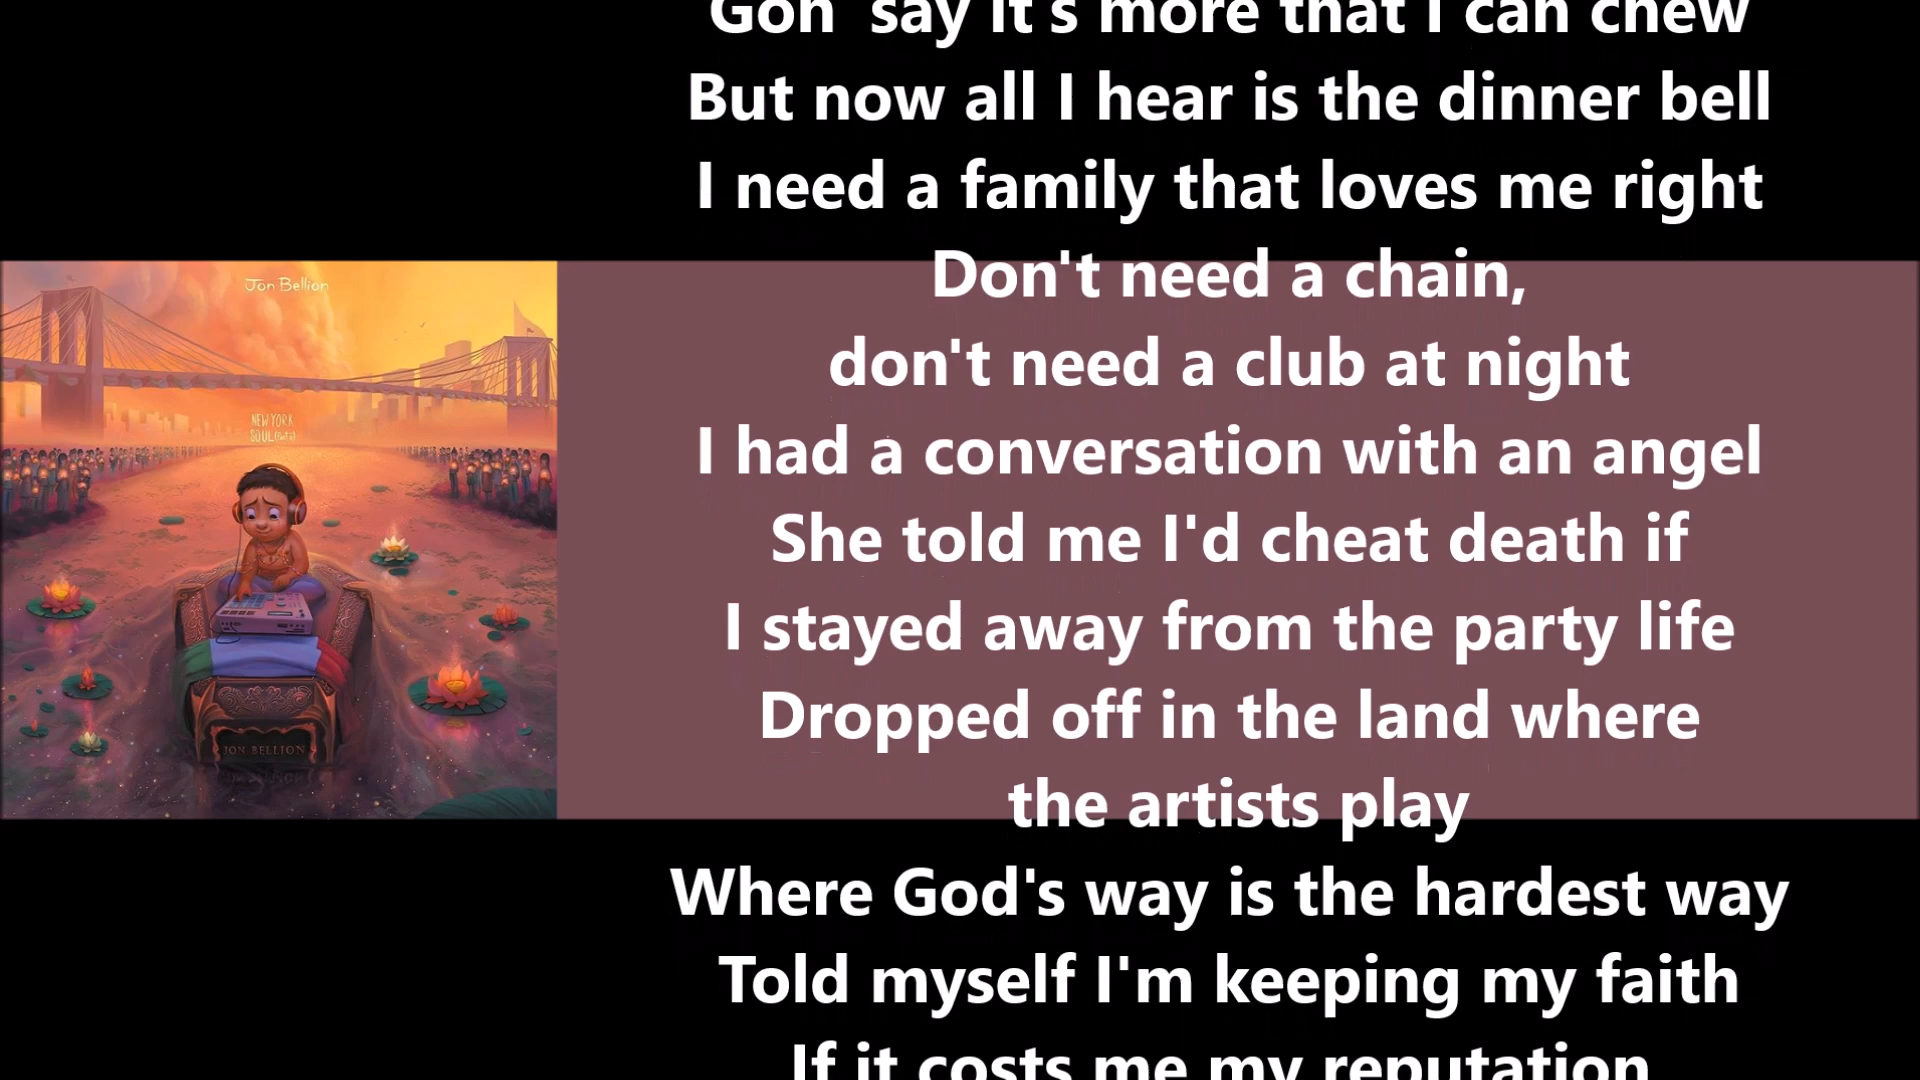 Gon' say it's more that I can chew
But now all I hear is the dinner bell
I need a family that loves me right
Don't need a chain,
don't need a club at night
I had a conversation with an angel
She told me I'd cheat death if
I stayed away from the party life
Dropped off in the land where
the artists play
Where God's way is the hardest way
Told myself I'm keeping my faith
If it costs me my reputation
Jon Bellion
NEW YORK
SOUL
JON BELLION